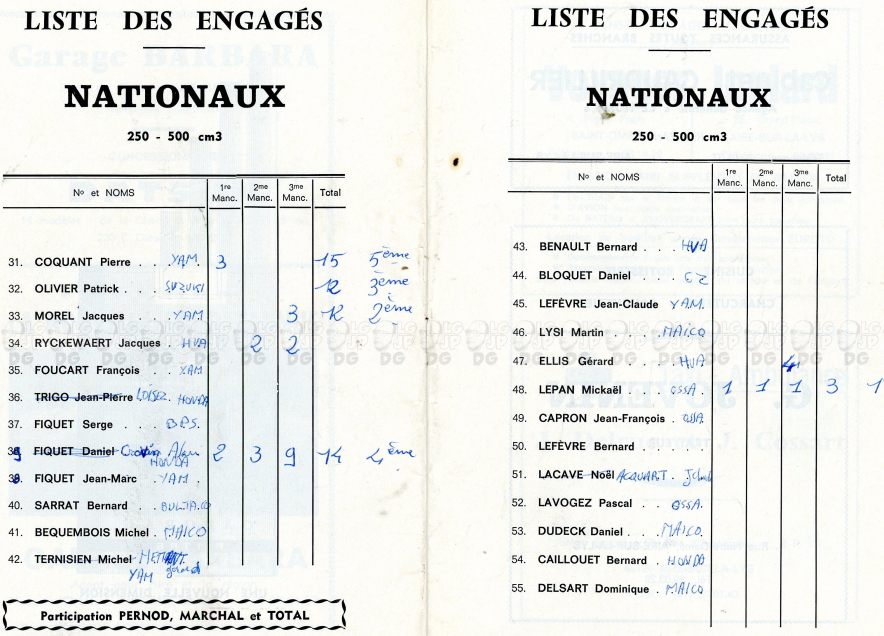 LISTE DES ENGAGÉS
NATIONAUX
250 - 500 cm3
Nº et NOMS 1re Manc. 2me Manc. 3me Manc. Total
31. COQUANT Pierre . . YAM. 3 15 5ème
32. OLIVIER Patrick . . . SUZUKI 12 3ème
33. MOREL Jacques . . YAM 3 12 2ème
34. RYCKEWAERT Jacques . HVA 2 2
35. FOUCART François . YAM
36. TRIGO Jean-Pierre LOISEZ. HONDA
37. FIQUET Serge . . B.P.S.
FIQUET Daniel Alain 2 3 9 14 4ème
HONDA
FIQUET Jean-Marc . YAM .
40. SARRAT Bernard . BULTACO
41. BEQUEMBOIS Michel . MAICO
42. TERNISIEN Michel
YAM
Participation PERNOD, MARCHAL et TOTAL
LISTE DES ENGAGÉS
NATIONAUX
250 - 500 cm3
Nº et NOMS 1re Manc. 2me Manc. 3me Manc. Total
43. BENAULT Bernard . . HVA
44. BLOQUET Daniel . . CZ
45. LEFÈVRE Jean-Claude YAM.
46. LYSI Martin . . . MAICO
47. ELLIS Gérard . . . HVA 4
48. LEPAN Mickaël . . OSSA 1 1 1 3 1
49. CAPRON Jean-François . OSSA
50. LEFÈVRE Bernard . . .
51. LACAVE Noël ACQUART.
52. LAVOGEZ Pascal . OSSA.
53. DUDECK Daniel . . MAICO.
54. CAILLOUET Bernard . HONDA
55. DELSART Dominique . MAICO